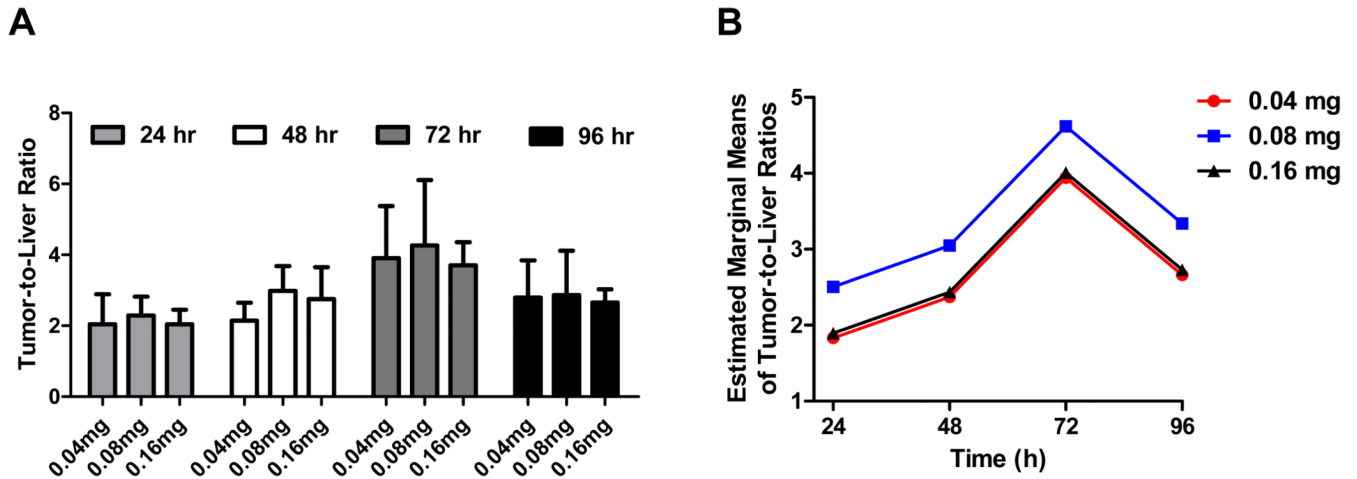 A
Tumor-to-Liver Ratio
8
6
4
2
0
24 hr 48 hr 72 hr 96 hr
0.04mg 0.08mg 0.16mg 0.04mg 0.08mg 0.16mg 0.04mg 0.08mg 0.16mg 0.04mg 0.08mg 0.16mg
B
Estimated Marginal Means
of Tumor-to-Liver Ratios
5
4
3
2
1
24 48 72 96
Time (h)
0.04 mg
0.08 mg
0.16 mg